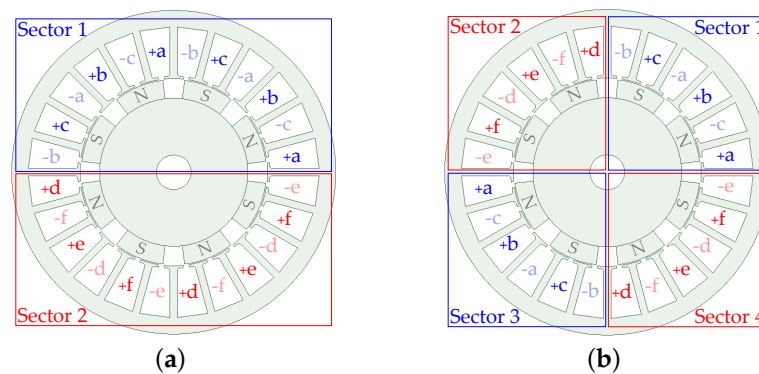 Sector 1
-b
+c
-a
+b
-c
+a
-b
+c
-a
+b
-c
+a
S
N
S
N
+d
-f
+e
-d
+f
-e
+d
-f
+e
-d
+f
-e
N
S
N
S
Sector 2
(a)
Sector 2
-e
+f
-d
+e
-f
+d
N
Sector 1
-b
+c
-a
+b
-c
+a
S
+a
-c
+b
-a
+c
-b
S
Sector 3
+d
-f
+e
-d
+f
-e
N
Sector 4
(b)